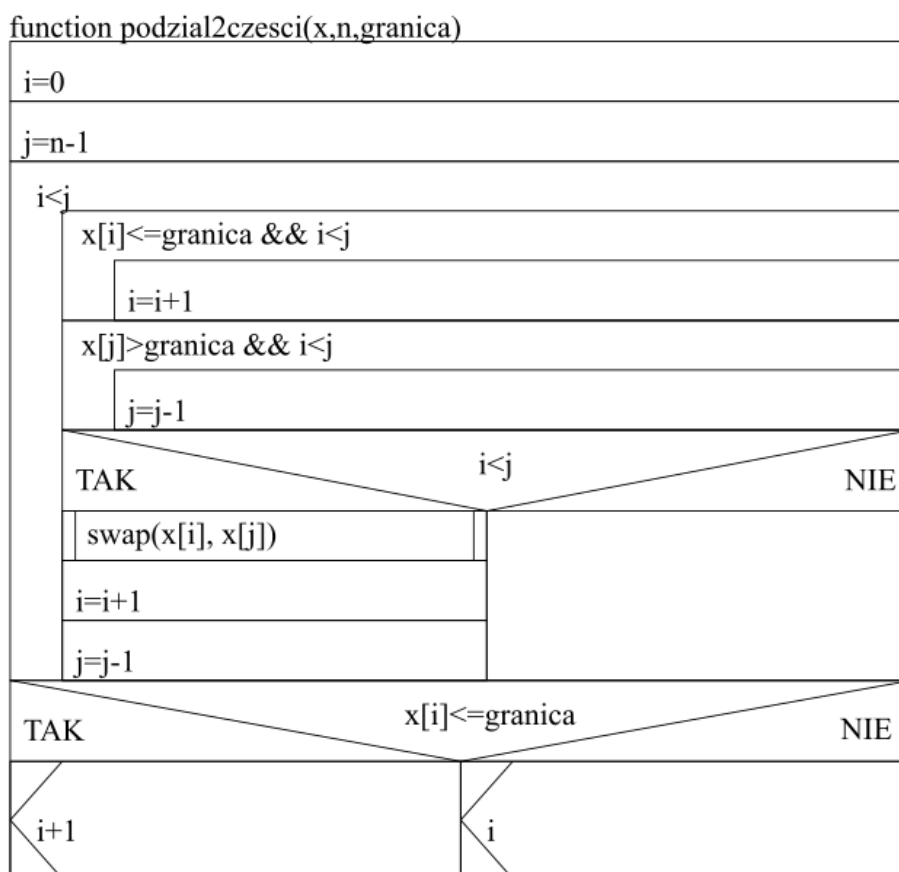 function podzial2czesci(x,n,granica)
i=0
j=n-1
i<j
x[i]<=granica && i<j
i=i+1
x[j]>granica && i<j
j=j-1
i<j
TAK
NIE
swap(x[i], x[j])
i=i+1
j=j-1
x[i]<=granica
TAK
NIE
i+1
i